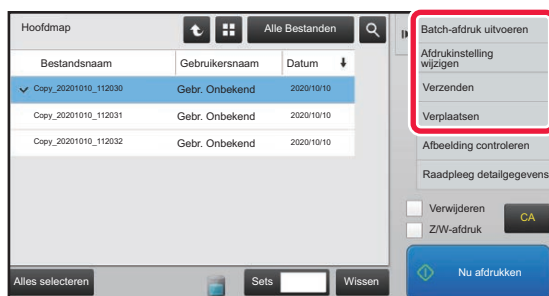 Hoofdmap
Alle Bestanden
Bestandsnaam Gebruikersnaam Datum
Copy_20201010_112030 Gebr. Onbekend 2020/10/10
Copy_20201010_112031 Gebr. Onbekend 2020/10/10
Copy_20201010_112032 Gebr. Onbekend 2020/10/10
Alles selecteren
Sets
Wissen
Batch-afdruk uitvoeren
Afdrukinstelling
wijzigen
Verzenden
Verplaatsen
Afbeelding controleren
Raadpleeg detailgegevens
Verwijderen
Z/W-afdruk
CA
Nu afdrukken